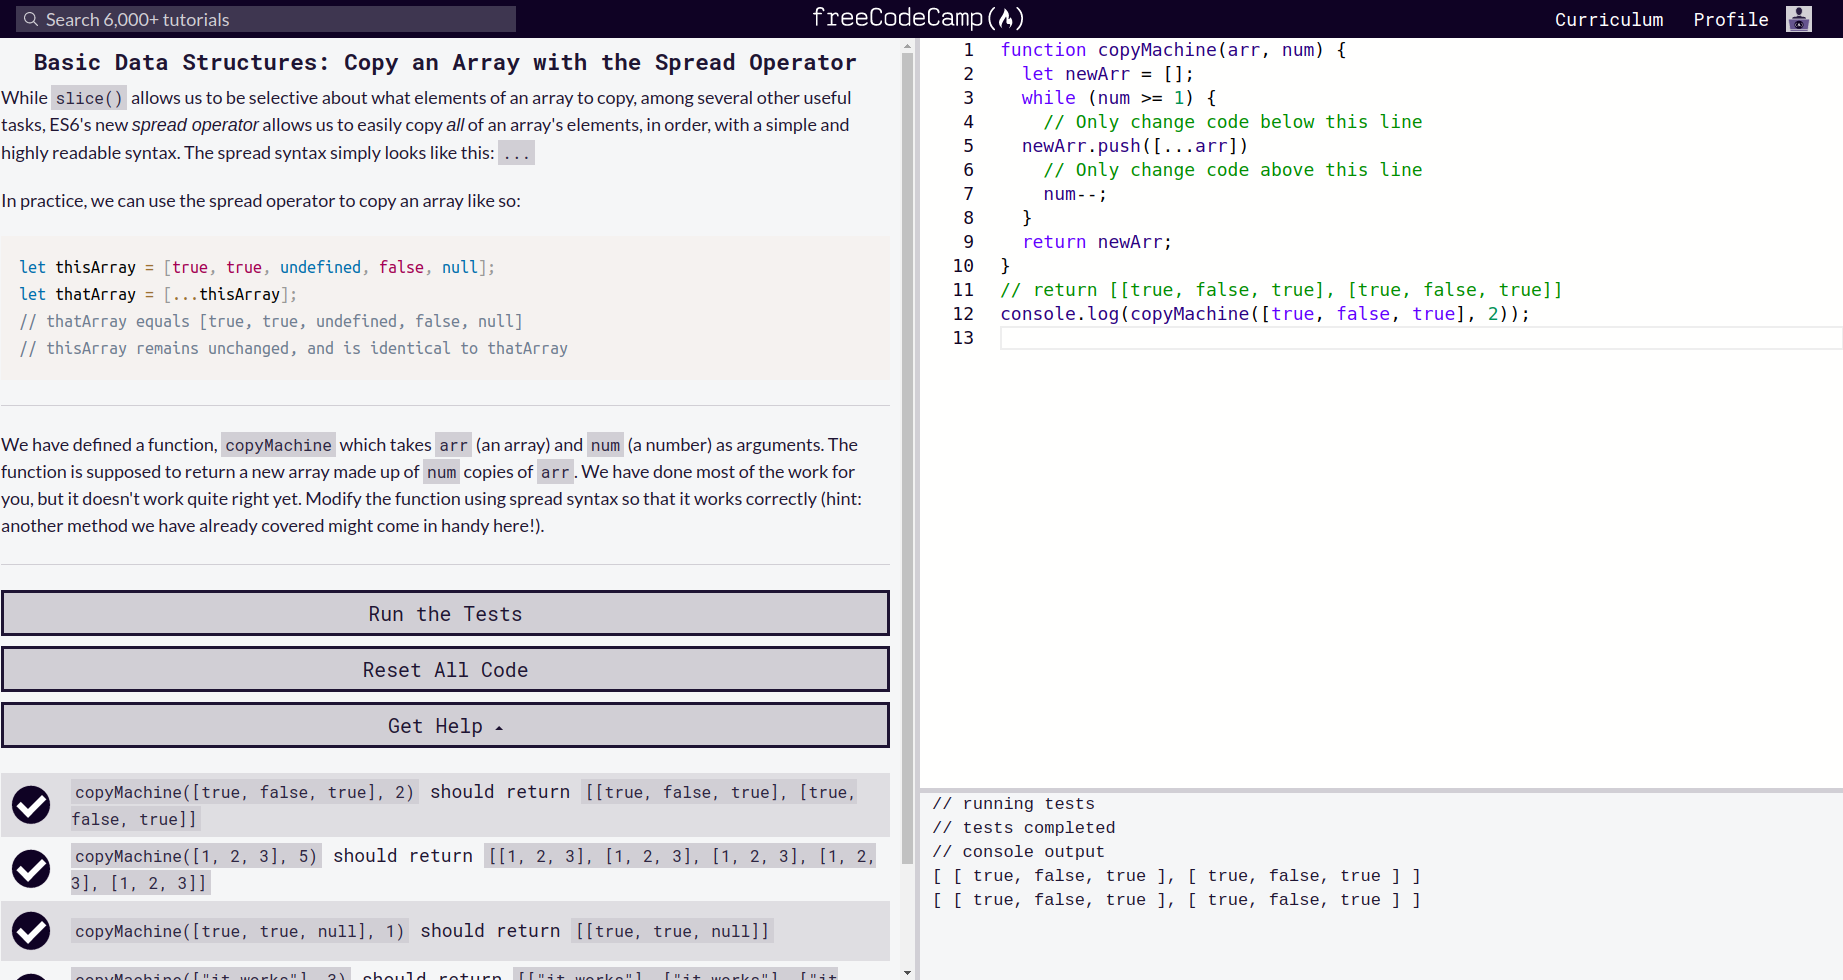 Search 6,000+ tutorials
freeCodeCamp
Curriculum Profile
Basic Data Structures: Copy an Array with the Spread Operator
While slice() allows us to be selective about what elements of an array to copy, among several other useful
tasks, ES6's new spread operator allows us to easily copy all of an array's elements, in order, with a simple and
highly readable syntax. The spread syntax simply looks like this: ...
In practice, we can use the spread operator to copy an array like so:
let thisArray = [true, true, undefined, false, null];
let thatArray = [...thisArray];
// thatArray equals [true, true, undefined, false, null]
// thisArray remains unchanged, and is identical to thatArray
We have defined a function, copyMachine which takes arr (an array) and num (a number) as arguments. The
function is supposed to return a new array made up of num copies of arr. We have done most of the work for
you, but it doesn't work quite right yet. Modify the function using spread syntax so that it works correctly (hint:
another method we have already covered might come in handy here!).
Run the Tests
Reset All Code
Get Help
copyMachine([true, false, true], 2) should return [[true, false, true], [true,
false, true]]
copyMachine([1, 2, 3], 5) should return [[1, 2, 3], [1, 2, 3], [1, 2, 3], [1, 2,
3], [1, 2, 3]]
copyMachine([true, true, null], 1) should return [[true, true, null]]
copyMachine(["it works"], 3) should return [["it works"], ["it works"], ["it
1 function copyMachine(arr, num) {
2 let newArr = [];
3 while (num >= 1) {
4 // Only change code below this line
5 newArr.push([...arr])
6 // Only change code above this line
7 num--;
8 }
9 return newArr;
10 }
11 // return [[true, false, true], [true, false, true]]
12 console.log(copyMachine([true, false, true], 2));
13
// running tests
// tests completed
// console output
[ [ true, false, true ], [ true, false, true ] ]
[ [ true, false, true ], [ true, false, true ] ]